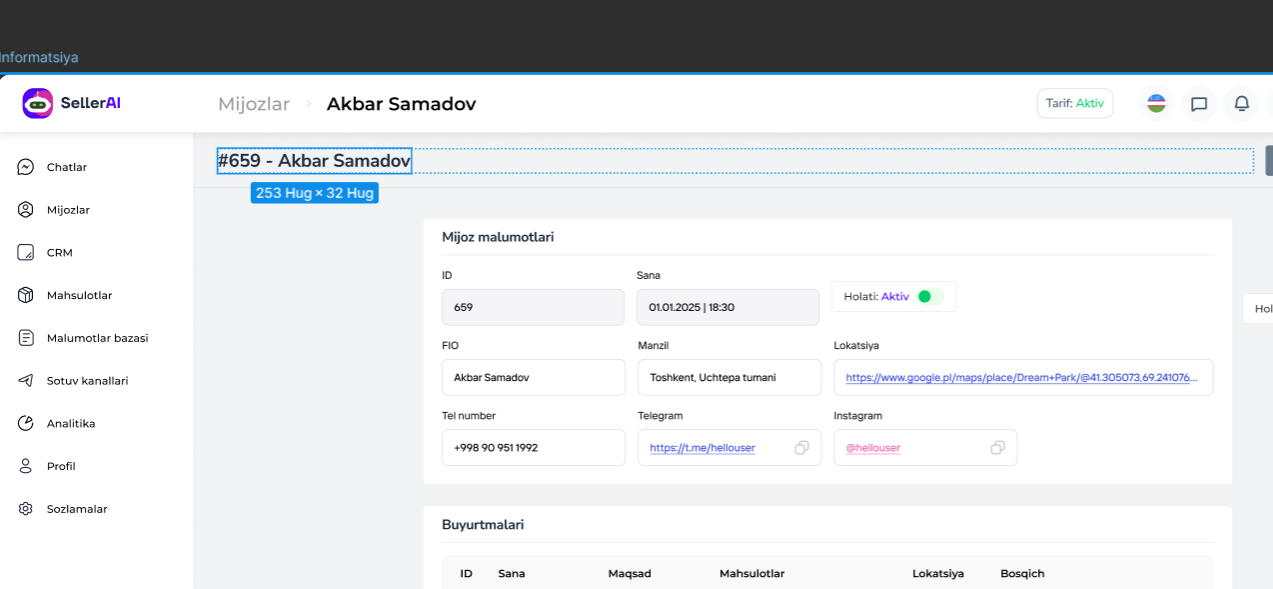 Informatsiya
SellerAI
Mijozlar > Akbar Samadov
Tarif: Aktiv
#659 - Akbar Samadov
253 Hug × 32 Hug
Chatlar
Mijozlar
CRM
Mahsulotlar
Malumotlar bazasi
Sotuv kanallari
Analitika
Profil
Sozlamalar
Mijoz malumotlari
ID Sana
659 01.01.2025 | 18:30 Holati: Aktiv
Hol
FIO Manzil Lokatsiya
Akbar Samadov Toshkent, Uchtepa tumani https://www.google.pl/maps/place/Dream+Park/@41.305073,69.241076...
Tel number Telegram Instagram
+998 90 951 1992 https://t.me/hellouser @hellouser
Buyurtmalari
ID Sana Maqsad Mahsulotlar Lokatsiya Bosqich